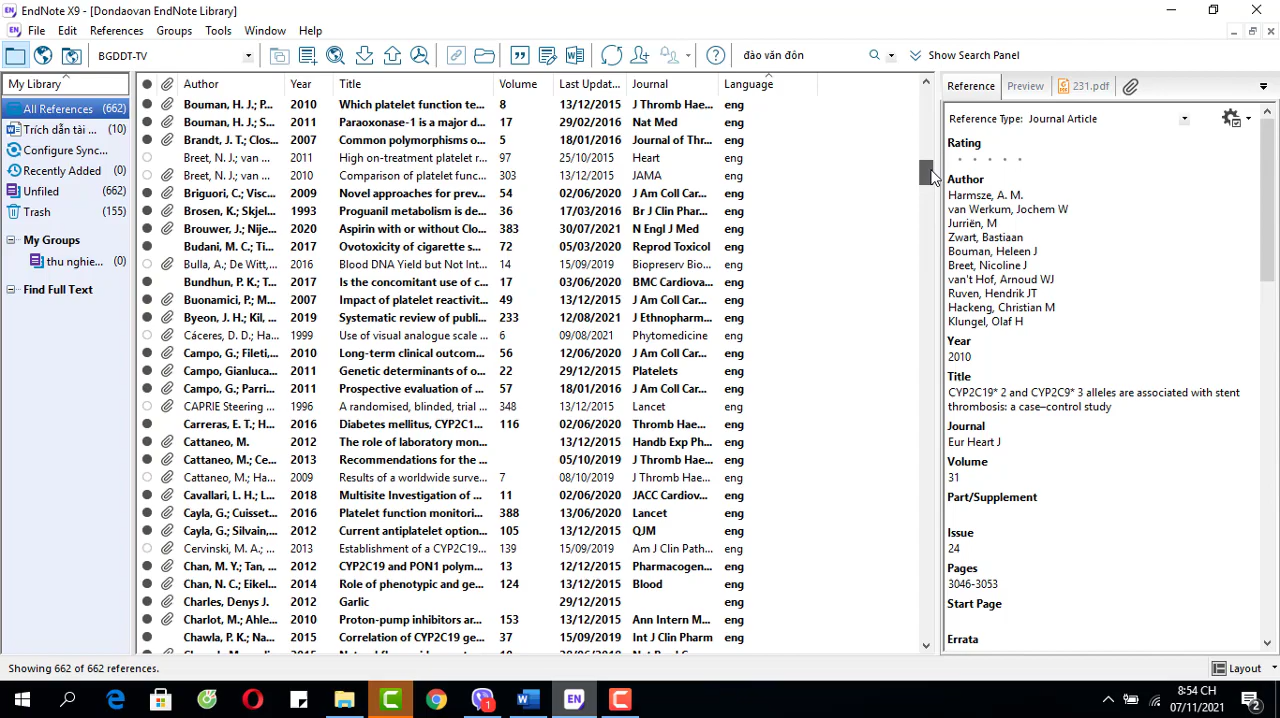 EndNote X9 - [Dondaovan EndNote Library]
File Edit References Groups Tools Window Help
BGDDT-TV đào văn đón Show Search Panel
My Library
All References (662)
Trích dẫn tài ... (10)
Configure Sync...
Recently Added (0)
Unfiled (662)
Trash (155)
My Groups
thu nghie... (0)
Find Full Text
Author Year Title Volume Last Updat... Journal Language
Bouman, H. J.; P... 2010 Which platelet function te... 8 13/12/2015 J Thromb Hae... eng
Bouman, H. J.; S... 2011 Paraoxonase-1 is a major d... 17 29/02/2016 Nat Med eng
Brandt, J. T.; Clos... 2007 Common polymorphisms o... 5 18/01/2016 Journal of Thr... eng
Breet, N. J.; van ... 2011 High on-treatment platelet r... 97 25/10/2015 Heart eng
Breet, N. J.; van ... 2010 Comparison of platelet func... 303 13/12/2015 JAMA eng
Briguori, C.; Visc... 2009 Novel approaches for prev... 54 02/06/2020 J Am Coll Car... eng
Brosen, K.; Skjel... 1993 Proguanil metabolism is de... 36 17/03/2016 Br J Clin Phar... eng
Brouwer, J.; Nije... 2020 Aspirin with or without Clo... 383 30/07/2021 N Engl J Med eng
Budani, M. C.; Ti... 2017 Ovotoxicity of cigarette s... 72 05/03/2020 Reprod Toxicol eng
Bulla, A.; De Witt,... 2016 Blood DNA Yield but Not Int... 14 15/09/2019 Biopreserv Bio... eng
Bundhun, P. K.; T... 2017 Is the concomitant use of c... 17 03/06/2020 BMC Cardiova... eng
Buonamici, P.; M... 2007 Impact of platelet reactivit... 49 13/12/2015 J Am Coll Car... eng
Byeon, J. H.; Kil, ... 2019 Systematic review of publi... 233 12/08/2021 J Ethnopharm... eng
Cáceres, D. D.; Ha... 1999 Use of visual analogue scale ... 6 09/08/2021 Phytomedicine eng
Campo, G.; Fileti,... 2010 Long-term clinical outcom... 56 12/06/2020 J Am Coll Car... eng
Campo, Gianluca... 2011 Genetic determinants of o... 22 29/12/2015 Platelets eng
Campo, G.; Parri... 2011 Prospective evaluation of ... 57 18/01/2016 J Am Coll Car... eng
CAPRIE Steering ... 1996 A randomised, blinded, trial ... 348 13/12/2015 Lancet eng
Carreras, E. T.; H... 2016 Diabetes mellitus, CYP2C1... 116 02/06/2020 Thromb Hae... eng
Cattaneo, M. 2012 The role of laboratory mon... 13/12/2015 Handb Exp Ph... eng
Cattaneo, M.; Ce... 2013 Recommendations for the ... 05/10/2019 J Thromb Hae... eng
Cattaneo, M.; Ha... 2009 Results of a worldwide surve... 7 08/10/2019 J Thromb Hae... eng
Cavallari, L. H.; L... 2018 Multisite Investigation of ... 11 02/06/2020 JACC Cardiov... eng
Cayla, G.; Cuisset... 2016 Platelet function monitori... 388 13/06/2020 Lancet eng
Cayla, G.; Silvain,... 2012 Current antiplatelet option... 105 13/12/2015 QJM eng
Cervinski, M. A.; ... 2013 Establishment of a CYP2C19... 139 15/09/2019 Am J Clin Path... eng
Chan, M. Y.; Tan, ... 2012 CYP2C19 and PON1 polym... 13 12/12/2015 Pharmacogen... eng
Chan, N. C.; Eikel... 2014 Role of phenotypic and ge... 124 13/12/2015 Blood eng
Charles, Denys J. 2012 Garlic 29/12/2015 eng
Charlot, M.; Ahle... 2010 Proton-pump inhibitors ar... 153 13/12/2015 Ann Intern M... eng
Chawla, P. K.; Na... 2015 Correlation of CYP2C19 ge... 37 15/09/2019 Int J Clin Pharm eng
Reference Preview 231.pdf
Reference Type: Journal Article
Rating
Author
Harmsze, A. M.
van Werkum, Jochem W
Jurriën, M
Zwart, Bastiaan
Bouman, Heleen J
Breet, Nicoline J
van't Hof, Arnoud WJ
Ruven, Hendrik JT
Hackeng, Christian M
Klungel, Olaf H
Year
2010
Title
CYP2C19* 2 and CYP2C9* 3 alleles are associated with stent
thrombosis: a case–control study
Journal
Eur Heart J
Volume
31
Part/Supplement
Issue
24
Pages
3046-3053
Start Page
Errata
Showing 662 of 662 references. Layout
8:54 CH
07/11/2021